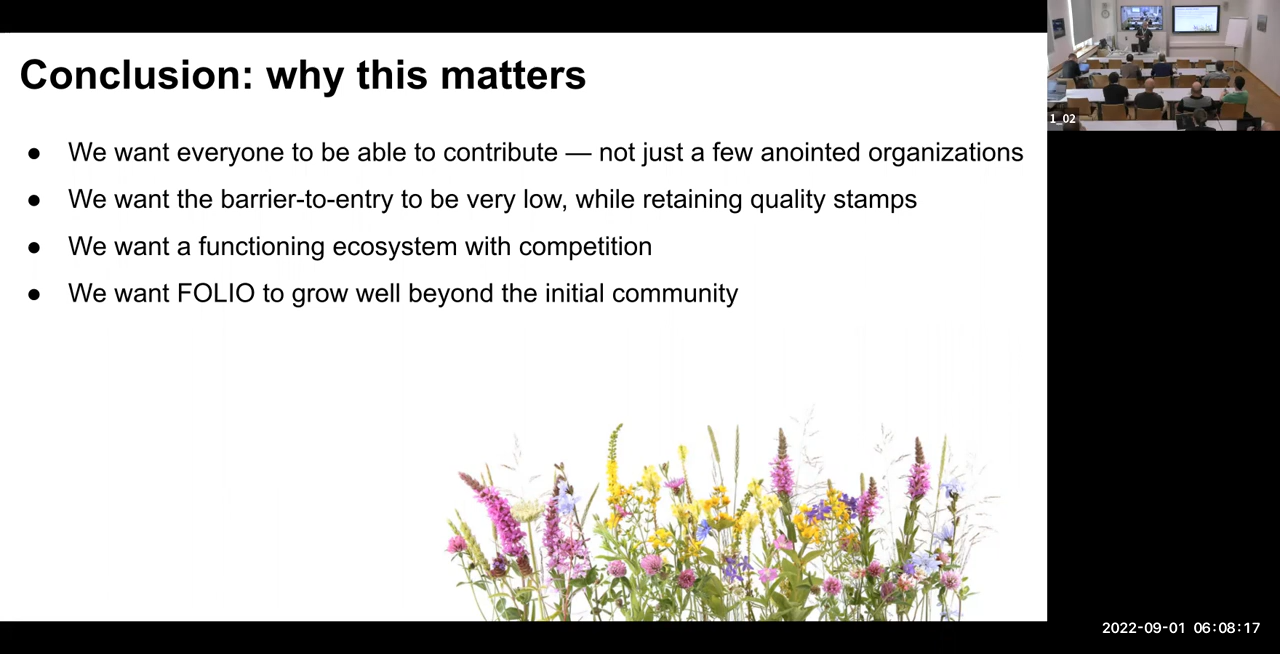 Conclusion: why this matters
● We want everyone to be able to contribute — not just a few anointed organizations
● We want the barrier-to-entry to be very low, while retaining quality stamps
● We want a functioning ecosystem with competition
● We want FOLIO to grow well beyond the initial community
1_02
2022-09-01 06:08:17